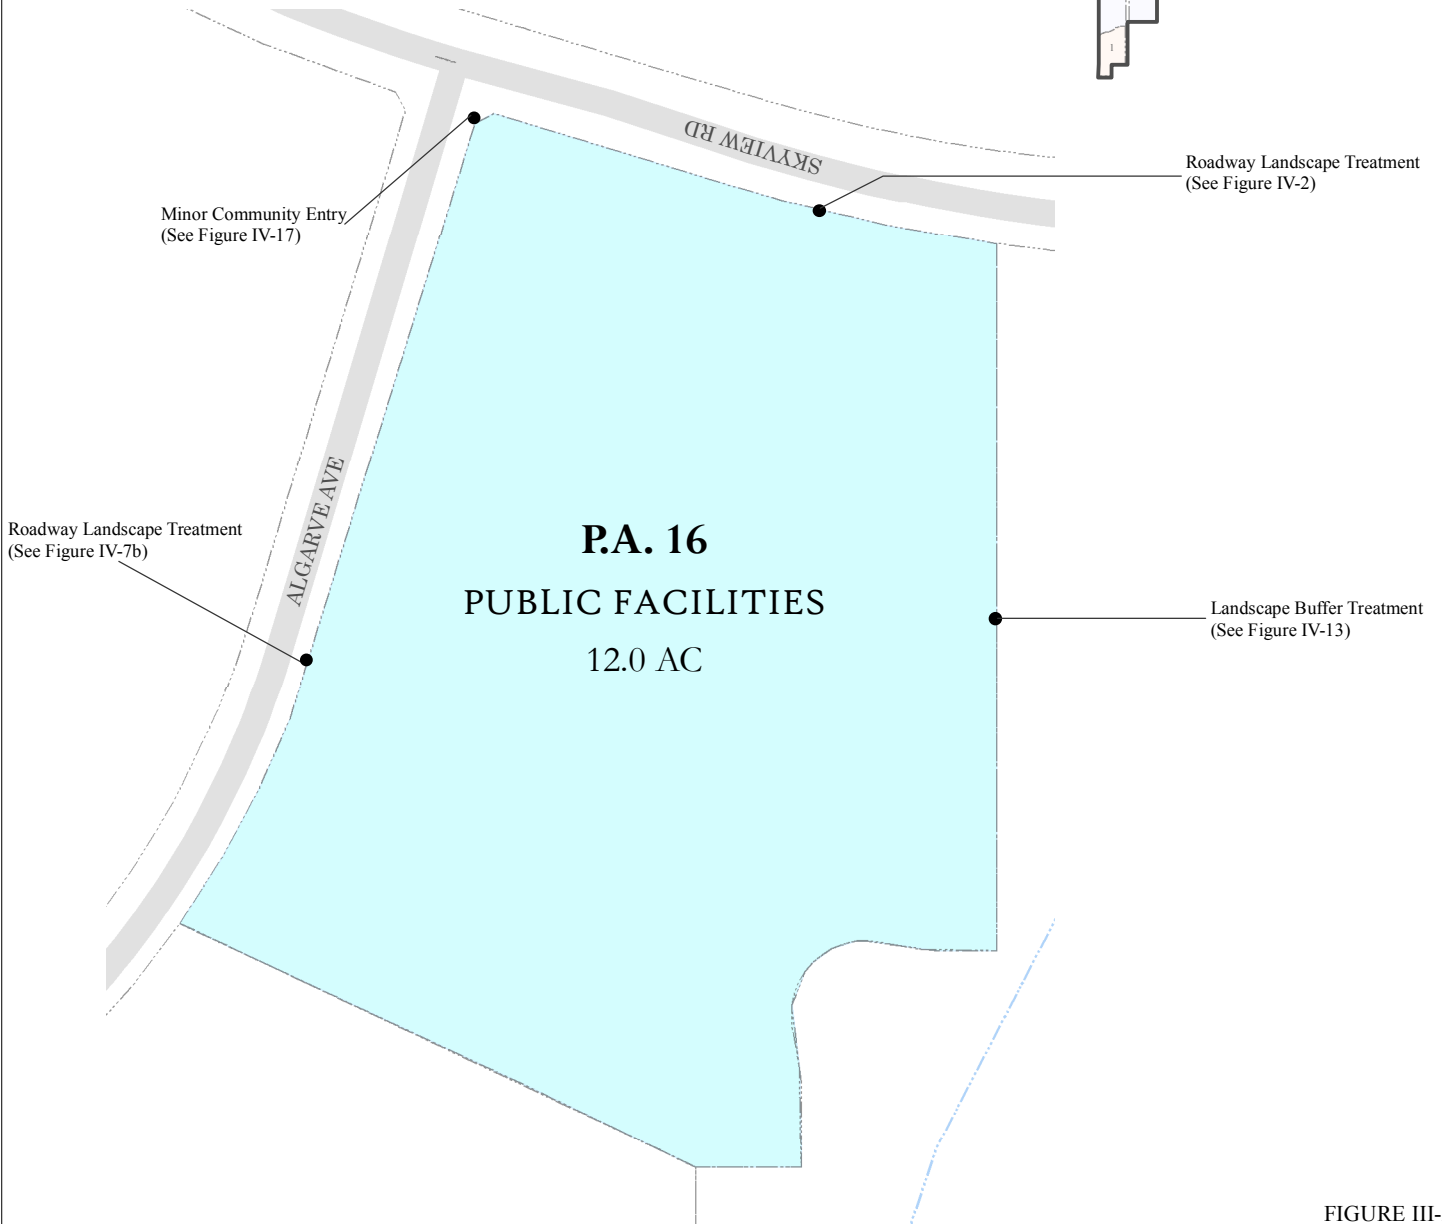 SKYVIEW RD
Roadway Landscape Treatment
(See Figure IV-2)
Minor Community Entry
(See Figure IV-17)
ALGARVE AVE
Roadway Landscape Treatment
(See Figure IV-7b)
P.A. 16
PUBLIC FACILITIES
12.0 AC
Landscape Buffer Treatment
(See Figure IV-13)
FIGURE III-